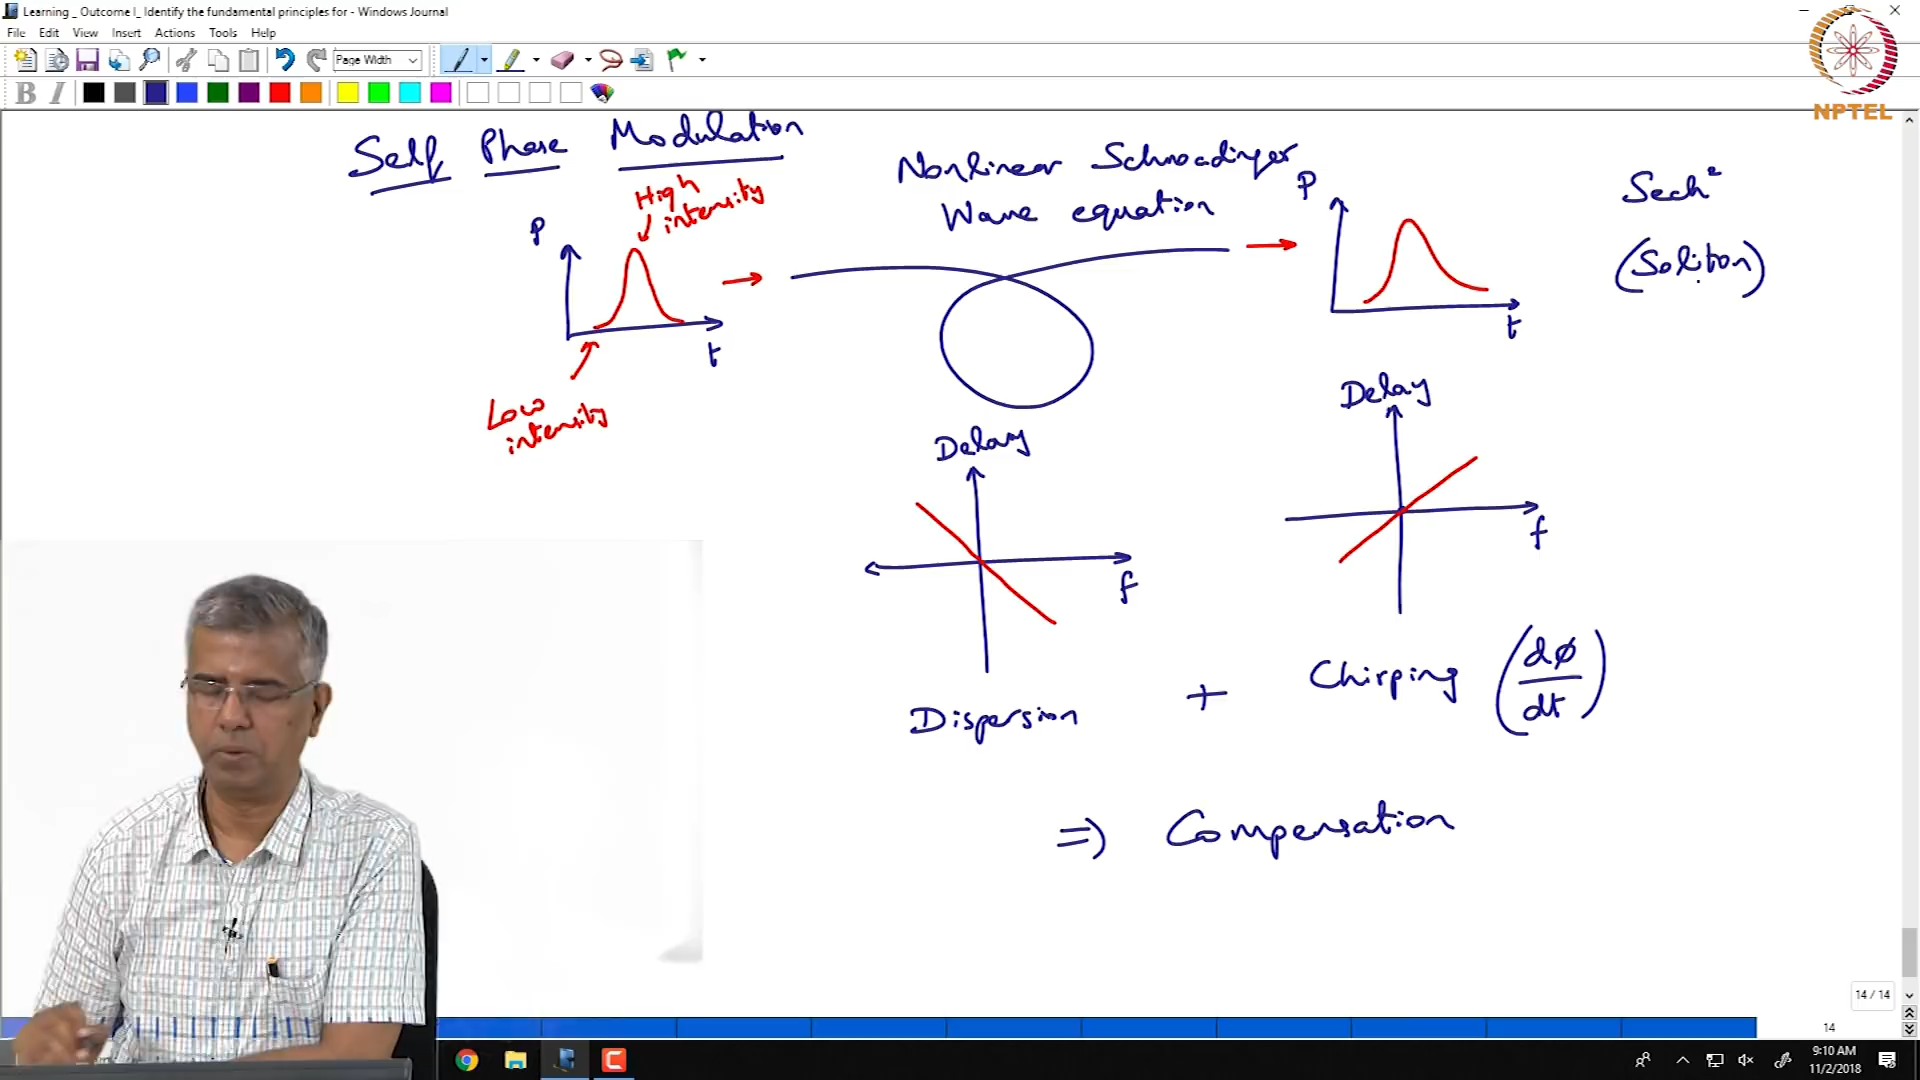 Learning _ Outcome I_ Identify the fundamental principles for - Windows Journal
File Edit View Insert Actions Tools Help
Page Width
B I
NPTEL
Self Phase Modulation
Nonlinear Schroedinger
Wave equation
Sech²
(Soliton)
High
intensity
P
t
Low
intensity
P
t
Delay
f
Delay
f
Dispersion + Chirping (dø/dt)
=> Compensation
14 / 14
14
9:10 AM
11/2/2018